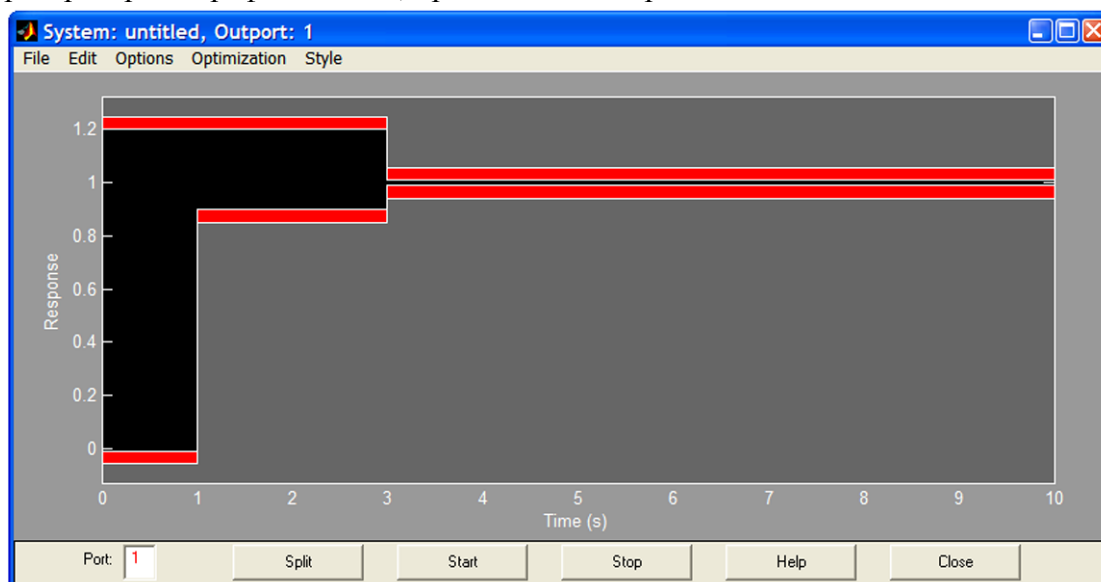 System: untitled, Outport: 1
File Edit Options Optimization Style
1.2
1
0.8
0.6
0.4
0.2
0
Response
0 1 2 3 4 5 6 7 8 9 10
Time (s)
Port: 1 Split Start Stop Help Close